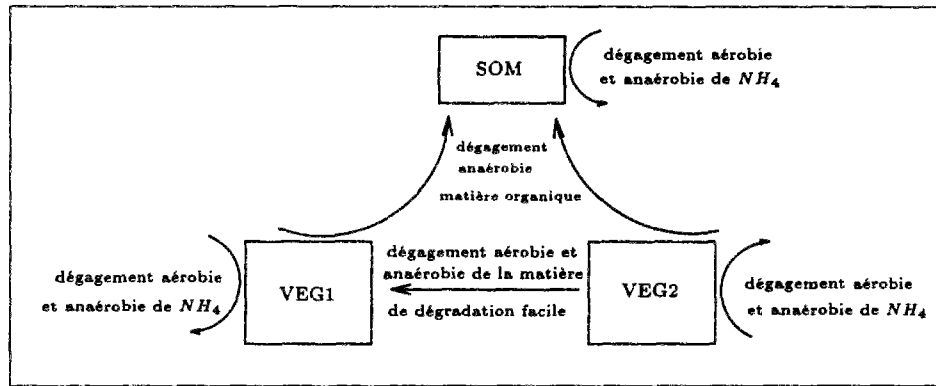 SOM
dégagement aérobie
et anaérobie de NH₄
dégagement
anaérobie
matière organique
dégagement aérobie
et anaérobie de NH₄
VEG1
dégagement aérobie et
anaérobie de la matière
de dégradation facile
VEG2
dégagement aérobie
et anaérobie de NH₄